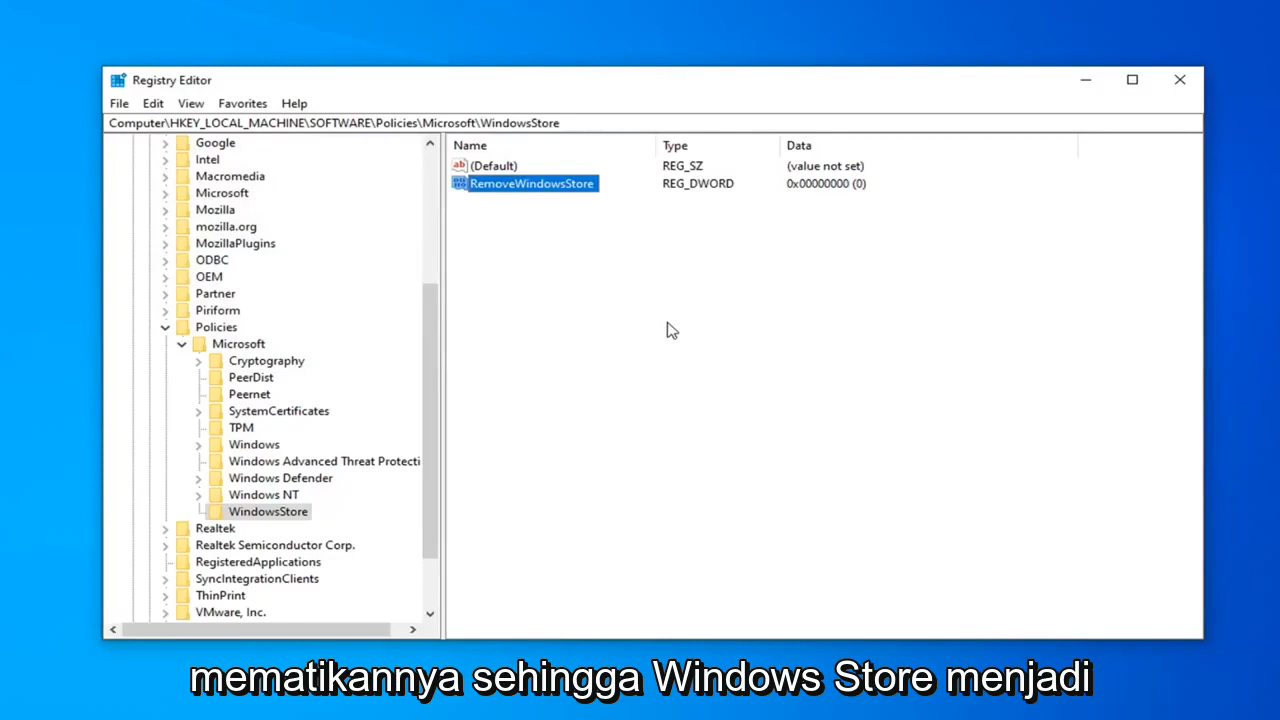 Registry Editor
File Edit View Favorites Help
Computer\HKEY_LOCAL_MACHINE\SOFTWARE\Policies\Microsoft\WindowsStore
Google
Intel
Macromedia
Microsoft
Mozilla
mozilla.org
MozillaPlugins
ODBC
OEM
Partner
Piriform
Policies
Microsoft
Cryptography
PeerDist
Peernet
SystemCertificates
TPM
Windows
Windows Advanced Threat Protecti
Windows Defender
Windows NT
WindowsStore
Realtek
Realtek Semiconductor Corp.
RegisteredApplications
SyncIntegrationClients
ThinPrint
VMware, Inc.
Name Type Data
ab (Default) REG_SZ (value not set)
RemoveWindowsStore REG_DWORD 0x00000000 (0)
mematikannya sehingga Windows Store menjadi